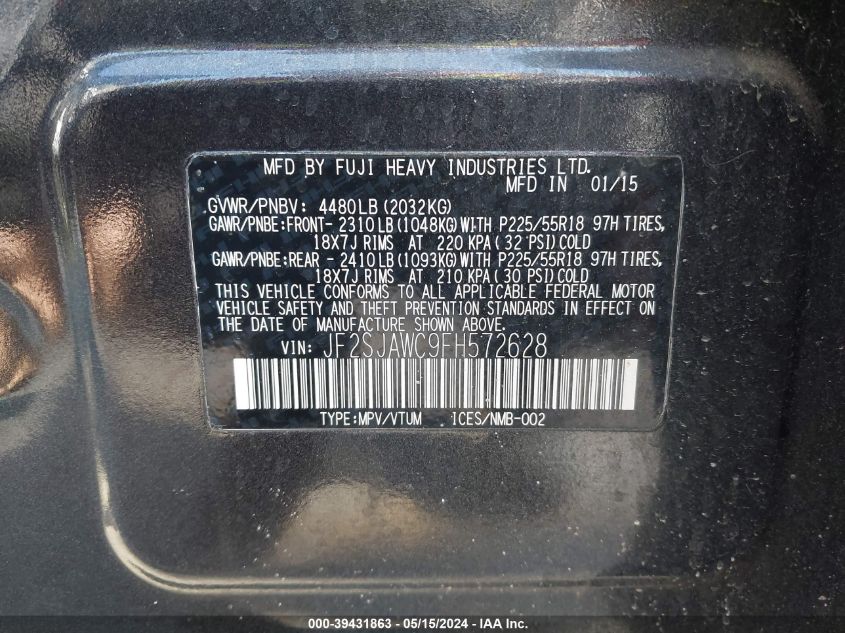 MFD BY FUJI HEAVY INDUSTRIES LTD.
MFD IN 01/15
GVWR/PNBV: 4480LB (2032KG)
GAWR/PNBE:FRONT- 2310LB (1048KG)WITH P225/55R18 97H TIRES,
18X7J RIMS AT 220 KPA (32 PSI)COLD
GAWR/PNBE:REAR - 2410LB (1093KG)WITH P225/55R18 97H TIRES,
18X7J RIMS AT 210 KPA (30 PSI)COLD
THIS VEHICLE CONFORMS TO ALL APPLICABLE FEDERAL MOTOR
VEHICLE SAFETY AND THEFT PREVENTION STANDARDS IN EFFECT ON
THE DATE OF MANUFACTURE SHOWN ABOVE.
VIN: JF2SJAWC9FH572628
TYPE:MPV/VTUM ICES/NMB-002
000-39431863 - 05/15/2024 - IAA Inc.